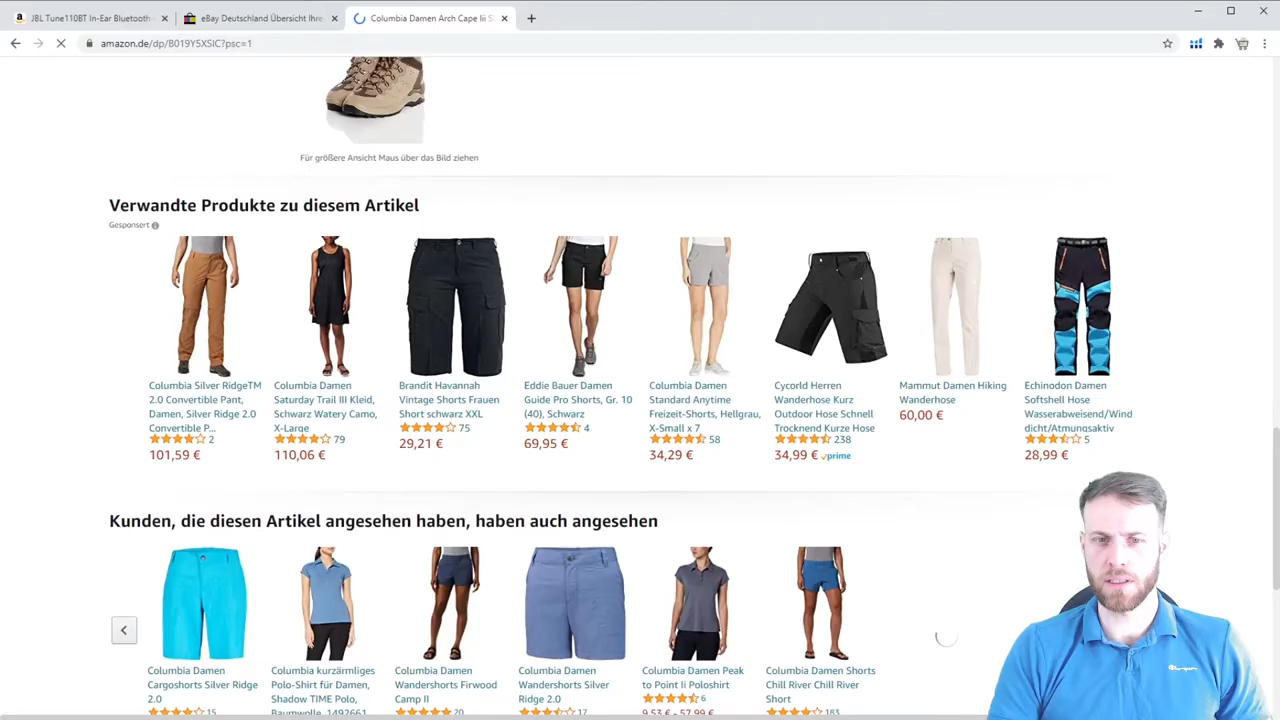 JBL Tune110BT In-Ear Bluetooth-
eBay Deutschland Übersicht Ihre
Columbia Damen Arch Cape Iii S
amazon.de/dp/B019Y5XSIC?psc=1
Für größere Ansicht Maus über das Bild ziehen
Verwandte Produkte zu diesem Artikel
Gesponsert
Columbia Silver RidgeTM
2.0 Convertible Pant,
Damen, Silver Ridge 2.0
Convertible P...
2
101,59 €
Columbia Damen
Saturday Trail III Kleid,
Schwarz Watery Camo,
X-Large
79
110,06 €
Brandit Havannah
Vintage Shorts Frauen
Short schwarz XXL
75
29,21 €
Eddie Bauer Damen
Guide Pro Shorts, Gr. 10
(40), Schwarz
4
69,95 €
Columbia Damen
Standard Anytime
Freizeit-Shorts, Hellgrau,
X-Small x 7
58
34,29 €
Cycorld Herren
Wanderhose Kurz
Outdoor Hose Schnell
Trocknend Kurze Hose
238
34,99 € prime
Mammut Damen Hiking
Wanderhose
60,00 €
Echinodon Damen
Softshell Hose
Wasserabweisend/Wind
dicht/Atmungsaktiv
5
28,99 €
Kunden, die diesen Artikel angesehen haben, haben auch angesehen
Columbia Damen
Cargoshorts Silver Ridge
2.0
15
Columbia kurzärmliges
Polo-Shirt für Damen,
Shadow TIME Polo,
Baumwolle, 1492661
Columbia Damen
Wandershorts Firwood
Camp II
20
Columbia Damen
Wandershorts Silver
Ridge 2.0
17
Columbia Damen Peak
to Point Ii Poloshirt
6
9,53 € - 57,99 €
Columbia Damen Shorts
Chill River Chill River
Short
183
Champion